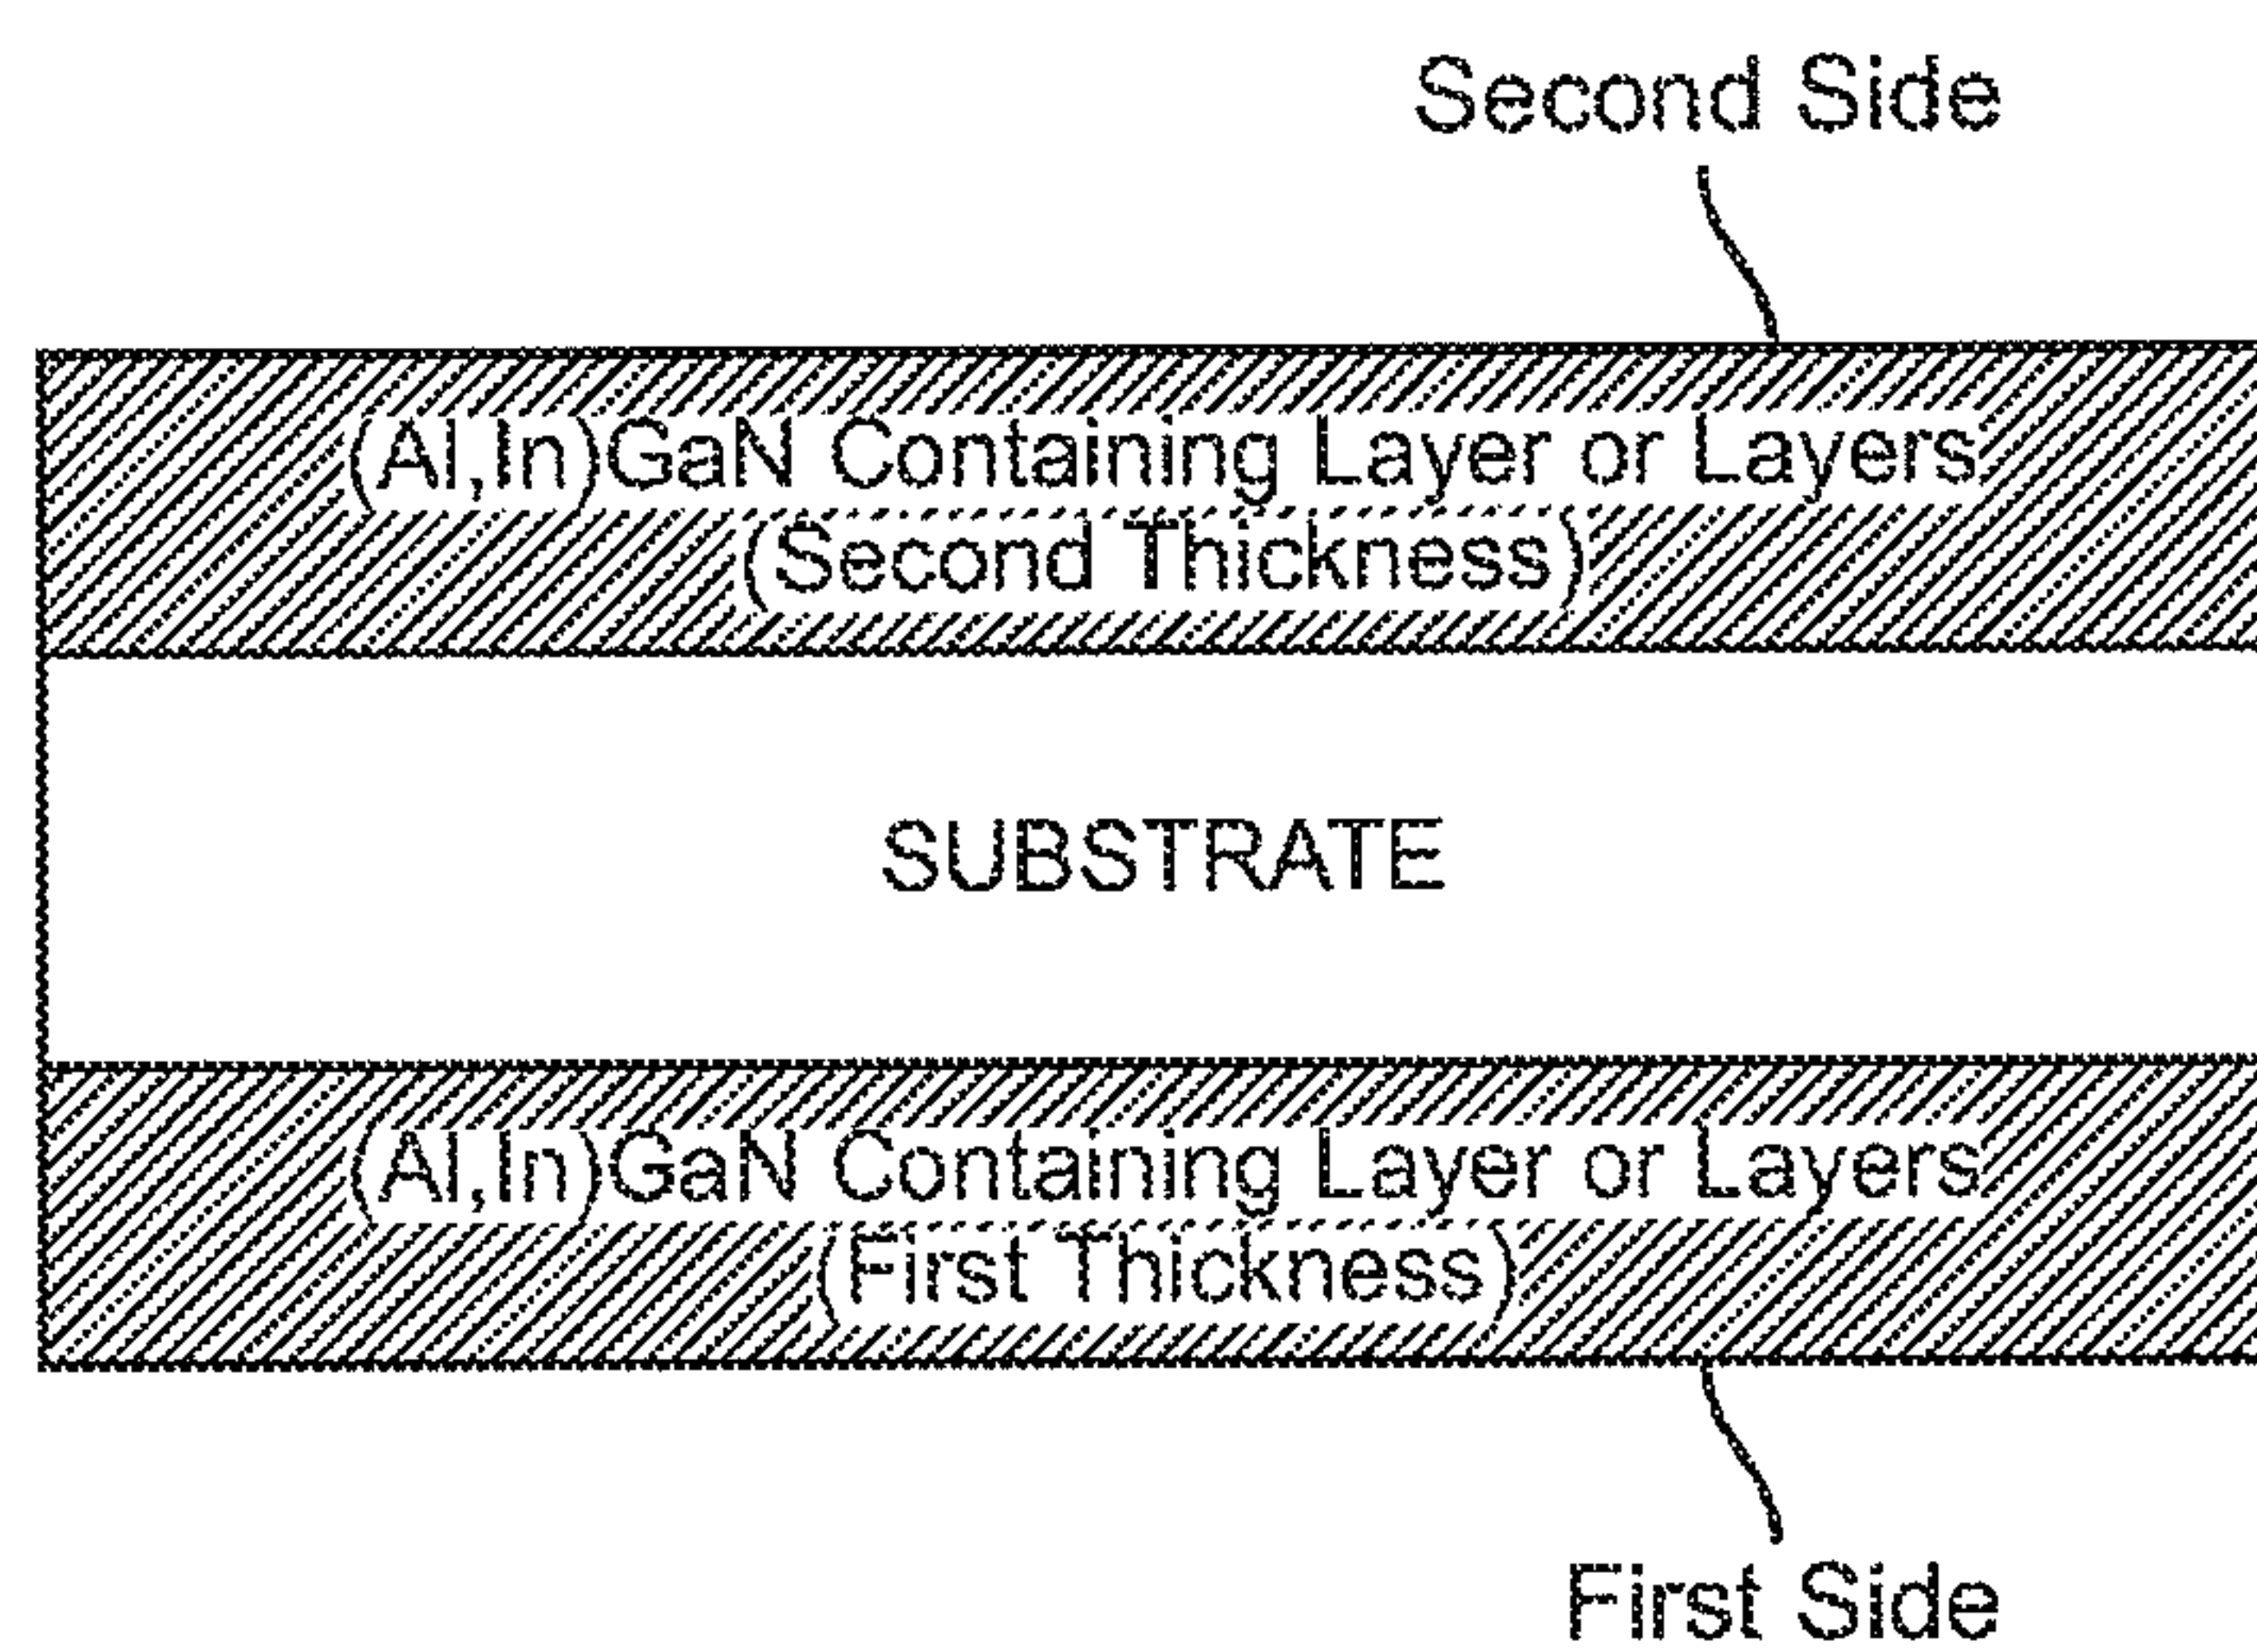 Second Side
(Al,In)GaN Containing Layer or Layers
(Second Thickness)
SUBSTRATE
(Al,In)GaN Containing Layer or Layers
(First Thickness)
First Side